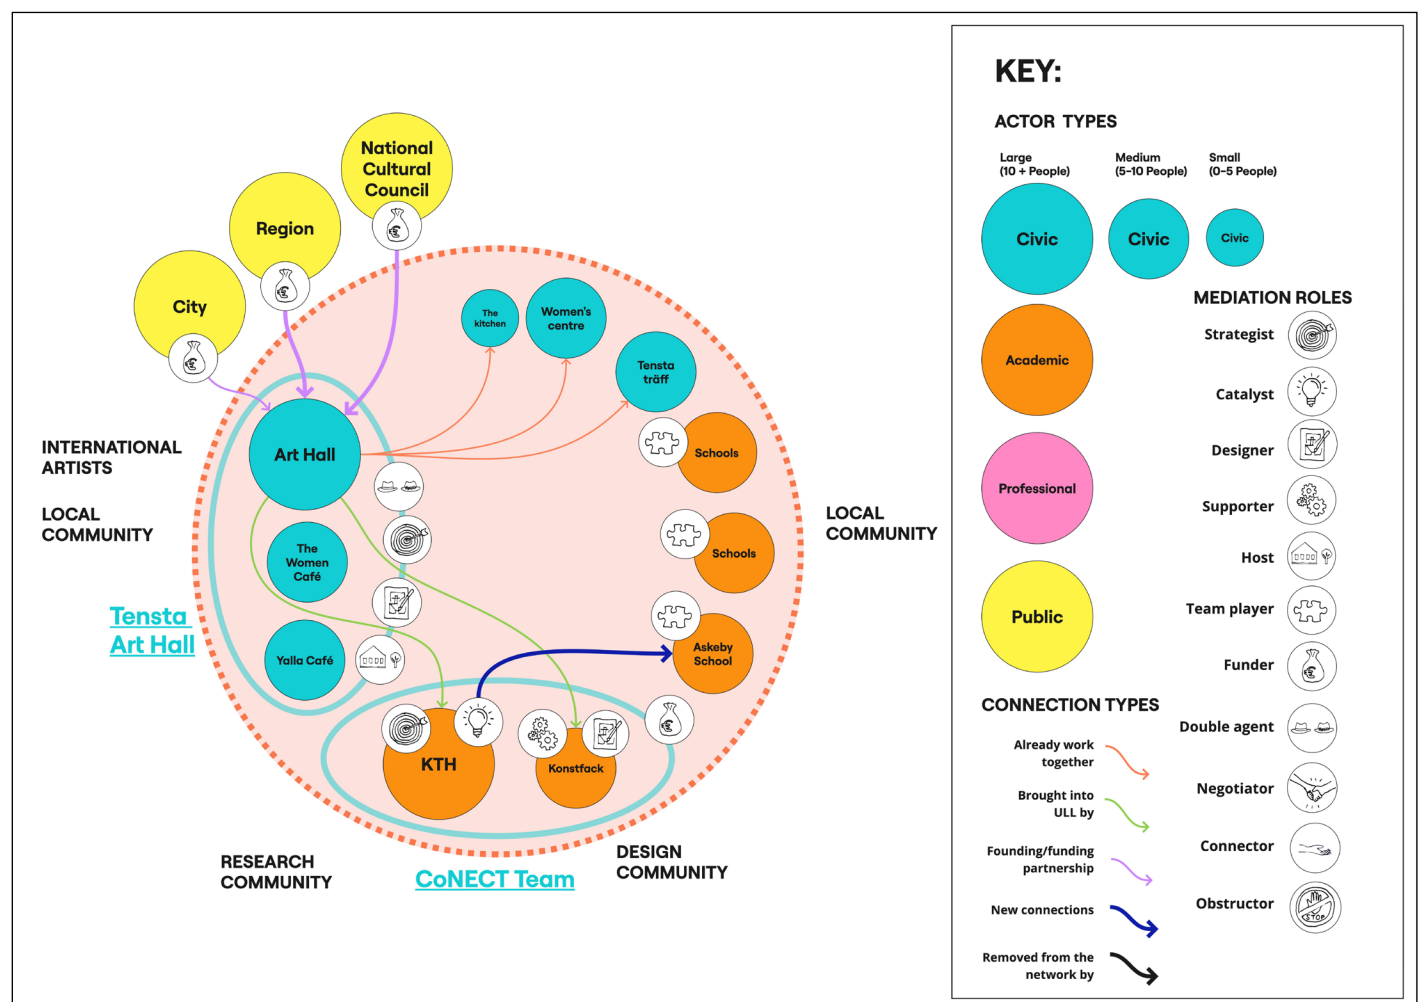 National
Cultural
Council
Region
City
The
kitchen
Women's
centre
Tensta
träff
Art Hall
Schools
Schools
Askeby
School
The
Women
Café
Yalla Café
KTH
Konstfack
INTERNATIONAL
ARTISTS
LOCAL
COMMUNITY
Tensta
Art Hall
LOCAL
COMMUNITY
RESEARCH
COMMUNITY
CoNECT Team
DESIGN
COMMUNITY
KEY:
ACTOR TYPES
Large
(10 + People)
Medium
(5-10 People)
Small
(0-5 People)
Civic
Civic
Civic
Academic
Professional
Public
MEDIATION ROLES
Strategist
Catalyst
Designer
Supporter
Host
Team player
Funder
Double agent
Negotiator
Connector
Obstructor
STOP
CONNECTION TYPES
Already work
together
Brought into
ULL by
Founding/funding
partnership
New connections
Removed from the
network by